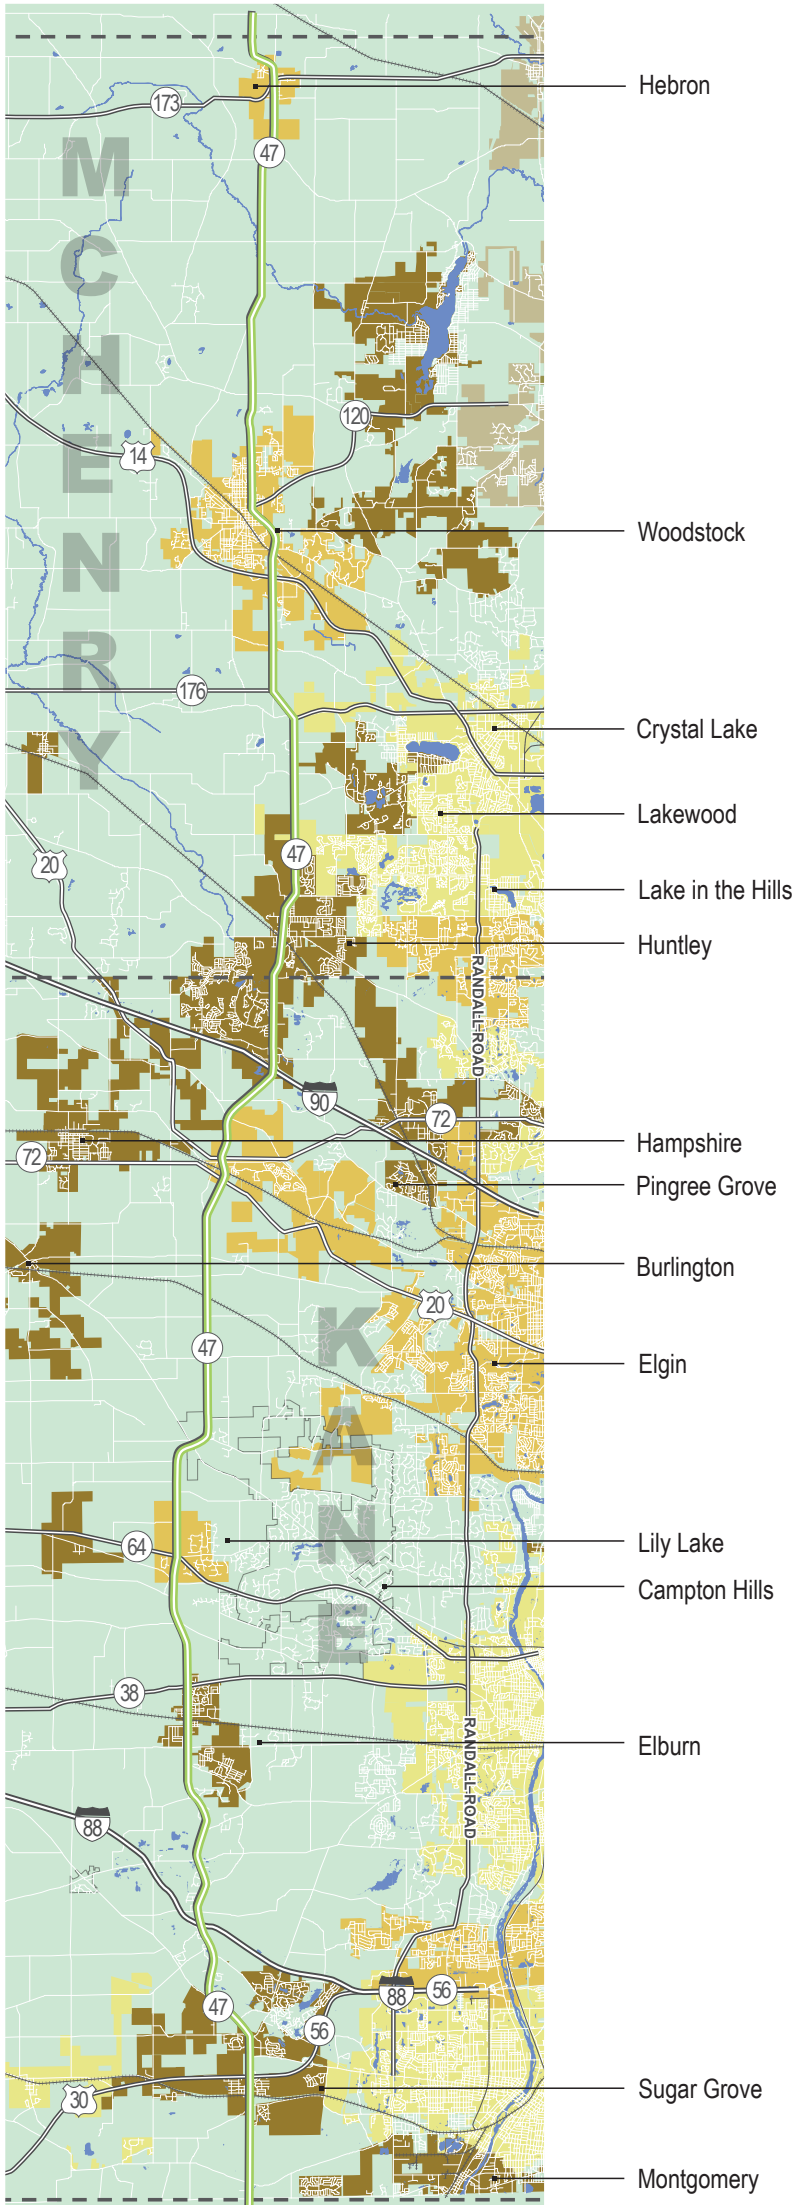 Hebron
173
47
MCHENRY
120
14
Woodstock
176
Crystal Lake
Lakewood
47
20
Lake in the Hills
Huntley
RANDALL ROAD
90
72
Hampshire
72
Pingree Grove
Burlington
20
KANE
47
Elgin
64
Lily Lake
Campton Hills
38
RANDALL ROAD
Elburn
88
88
56
47
56
30
Sugar Grove
Montgomery